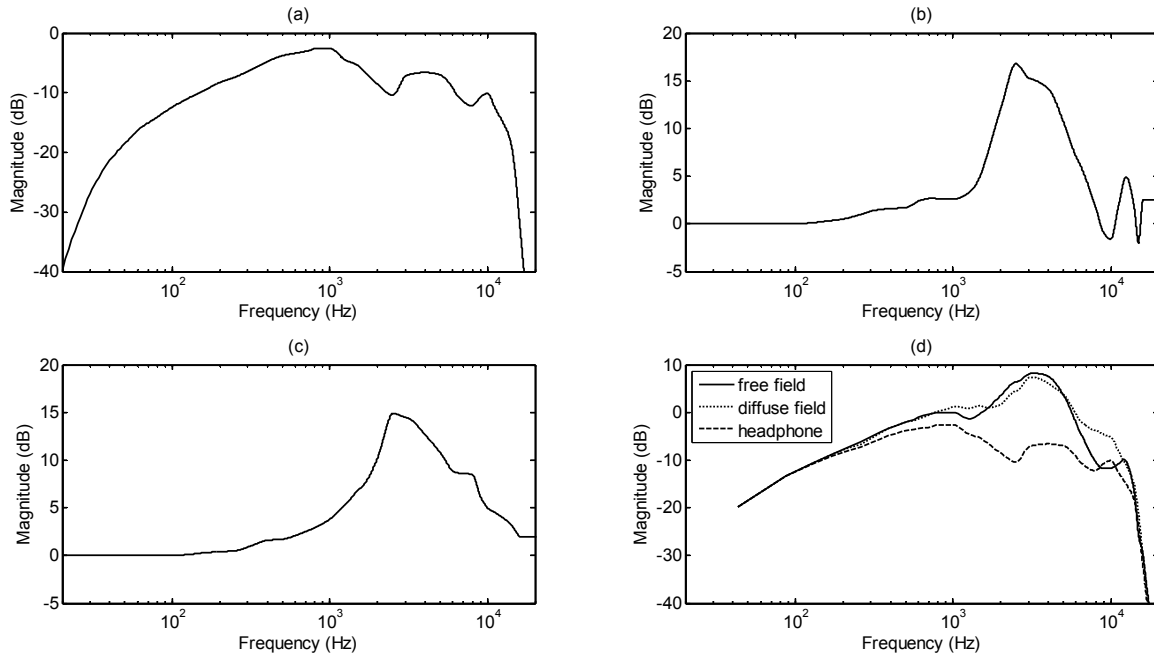 (a)
0
-10
-20
-30
-40
Magnitude (dB)
10^2
10^3
10^4
Frequency (Hz)
(b)
20
15
10
5
0
-5
Magnitude (dB)
10^2
10^3
10^4
Frequency (Hz)
(c)
20
15
10
5
0
-5
Magnitude (dB)
10^2
10^3
10^4
Frequency (Hz)
(d)
10
0
-10
-20
-30
-40
Magnitude (dB)
free field
diffuse field
headphone
10^2
10^3
10^4
Frequency (Hz)